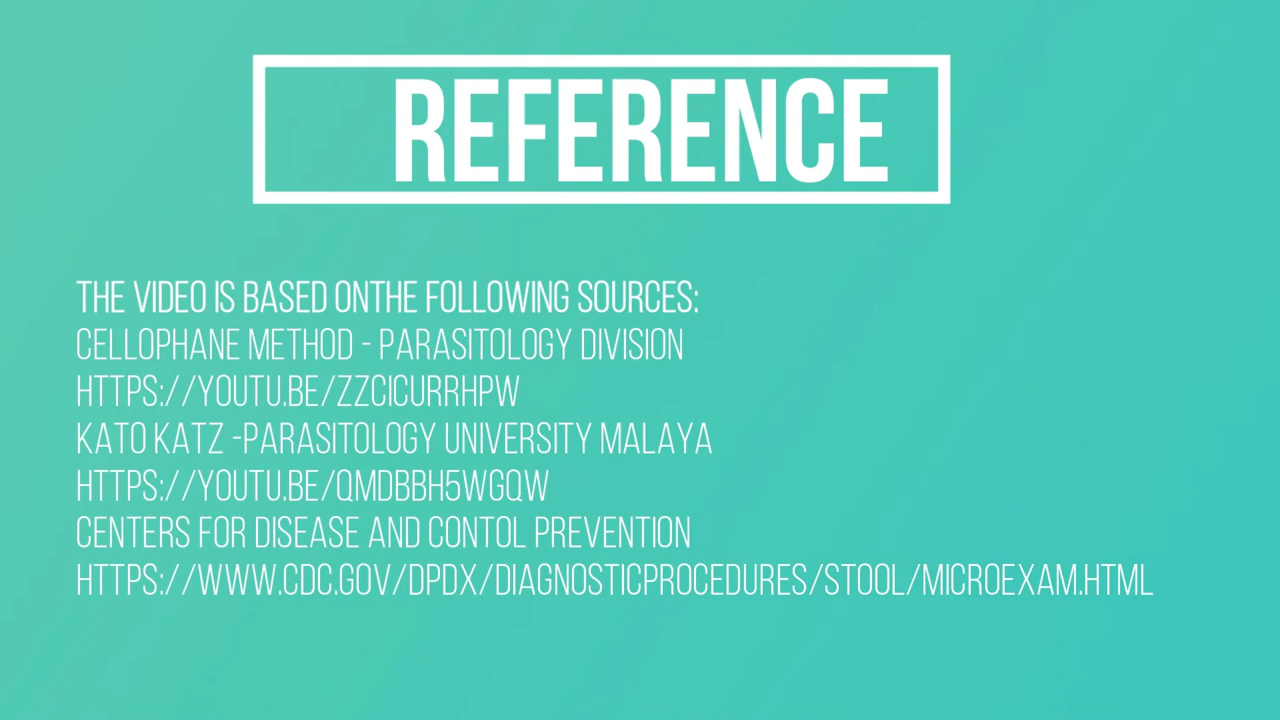 REFERENCE
THE VIDEO IS BASED ONTHE FOLLOWING SOURCES:
CELLOPHANE METHOD - PARASITOLOGY DIVISION
HTTPS://YOUTU.BE/ZZCICURRHPW
KATO KATZ -PARASITOLOGY UNIVERSITY MALAYA
HTTPS://YOUTU.BE/QMDBBH5WGQW
CENTERS FOR DISEASE AND CONTOL PREVENTION
HTTPS://WWW.CDC.GOV/DPDX/DIAGNOSTICPROCEDURES/STOOL/MICROEXAM.HTML